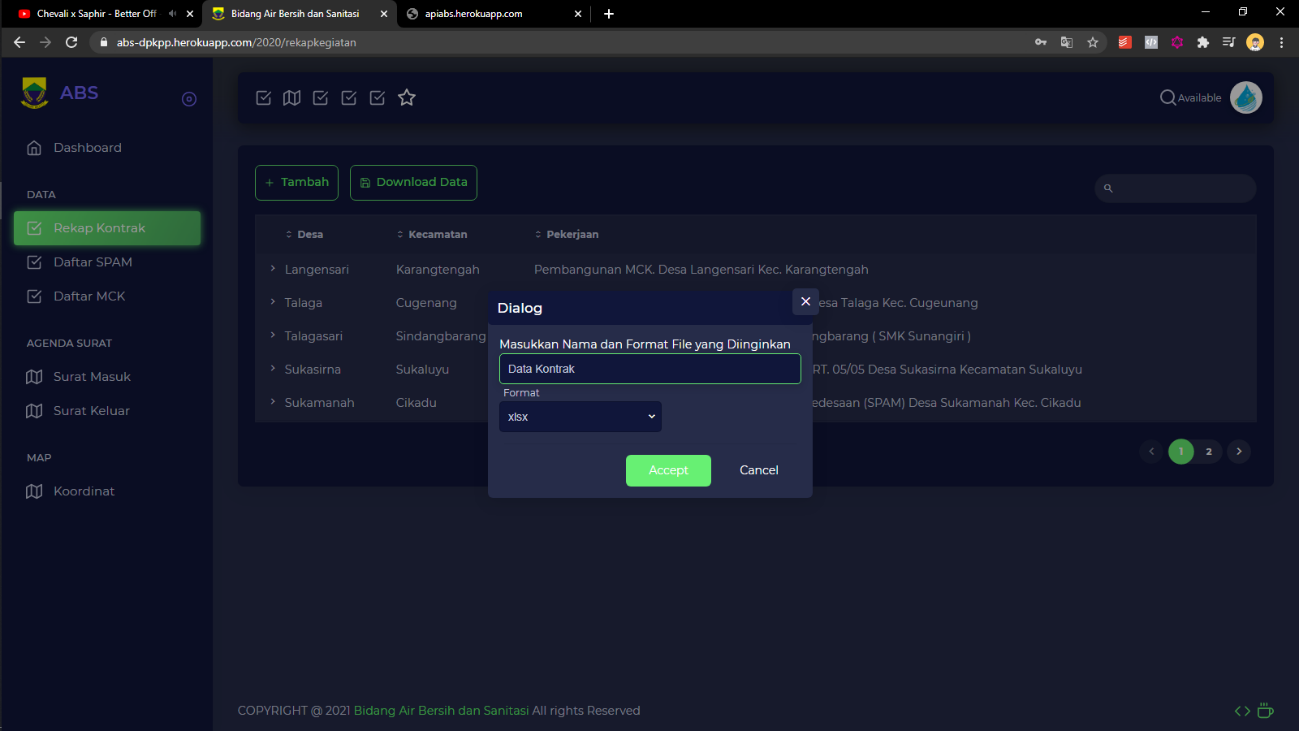 Chevali x Saphir - Better Off
Bidang Air Bersih dan Sanitasi
apiabs.herokuapp.com
abs-dpkpp.herokuapp.com/2020/rekapkegiatan
ABS
Available
Dashboard
DATA
Rekap Kontrak
Daftar SPAM
Daftar MCK
AGENDA SURAT
Surat Masuk
Surat Keluar
MAP
Koordinat
+ Tambah
Download Data
Desa Kecamatan Pekerjaan
Langensari Karangtengah Pembangunan MCK. Desa Langensari Kec. Karangtengah
Talaga Cugenang esa Talaga Kec. Cugeunang
Talagasari Sindangbarang ngbarang ( SMK Sunangiri )
Sukasirna Sukaluyu RT. 05/05 Desa Sukasirna Kecamatan Sukaluyu
Sukamanah Cikadu edesaan (SPAM) Desa Sukamanah Kec. Cikadu
Dialog
Masukkan Nama dan Format File yang Diinginkan
Data Kontrak
Format
xlsx
Accept Cancel
< 1 2 >
COPYRIGHT @ 2021 Bidang Air Bersih dan Sanitasi All rights Reserved